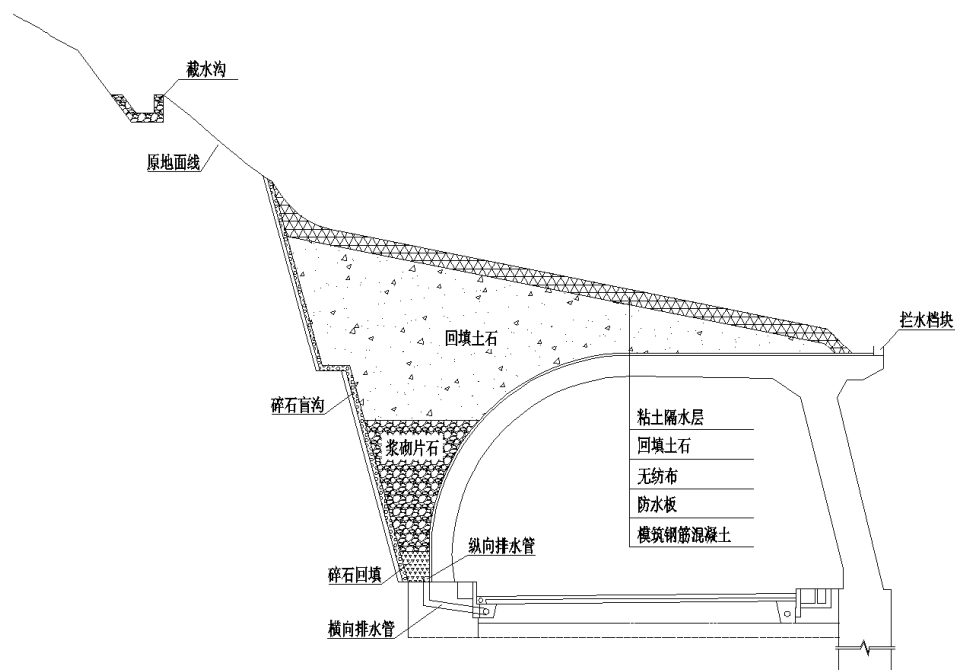 截水沟
原地面线
拦水档块
回填土石
碎石盲沟
粘土隔水层
回填土石
浆砌片石
无纺布
防水板
模筑钢筋混凝土
纵向排水管
碎石回填
横向排水管